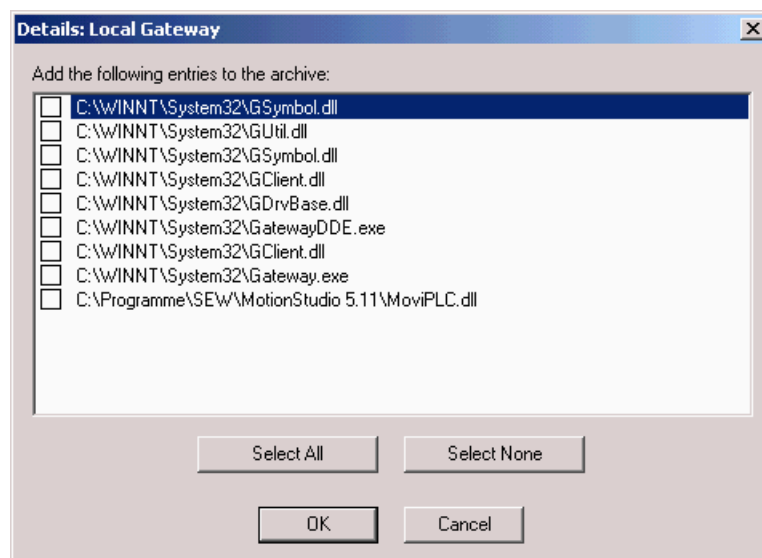 Details: Local Gateway
Add the following entries to the archive:
C:\WINNT\System32\GSymbol.dll
C:\WINNT\System32\GUtil.dll
C:\WINNT\System32\GSymbol.dll
C:\WINNT\System32\GClient.dll
C:\WINNT\System32\GDrvBase.dll
C:\WINNT\System32\GatewayDDE.exe
C:\WINNT\System32\GClient.dll
C:\WINNT\System32\Gateway.exe
C:\Programme\SEW\MotionStudio 5.11\MoviPLC.dll
Select All Select None
OK Cancel